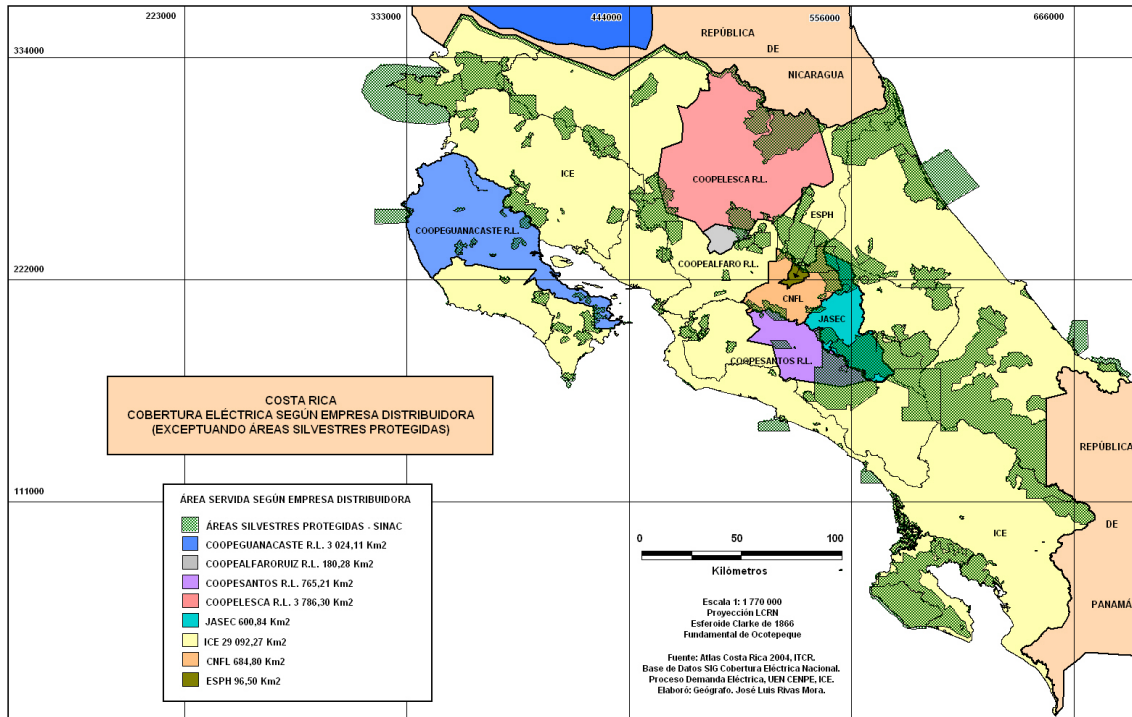 223000
333000
444000
556000
666000
334000
222000
111000
REPÚBLICA
DE
NICARAGUA
ICE
COOPELESCA R.L.
ESPH
COOPEGUANACASTE R.L.
COOPEALFARO R.L.
CNFL
JASEC
COOPESANTOS R.L.
REPÚBLICA
DE
PANAMÁ
ICE
COSTA RICA
COBERTURA ELÉCTRICA SEGÚN EMPRESA DISTRIBUIDORA
(EXCEPTUANDO ÁREAS SILVESTRES PROTEGIDAS)
ÁREA SERVIDA SEGÚN EMPRESA DISTRIBUIDORA
ÁREAS SILVESTRES PROTEGIDAS - SINAC
COOPEGUANACASTE R.L. 3 024,11 Km2
COOPEALFARORUIZ R.L. 180,28 Km2
COOPESANTOS R.L. 765,21 Km2
COOPELESCA R.L. 3 786,30 Km2
JASEC 600,84 Km2
ICE 29 092,27 Km2
CNFL 684,80 Km2
ESPH 96,50 Km2
0 50 100
Kilómetros
Escala 1: 1 770 000
Proyección LCRN
Esferoide Clarke de 1866
Fundamental de Ocotepeque
Fuente: Atlas Costa Rica 2004, ITCR.
Base de Datos SIG Cobertura Eléctrica Nacional.
Proceso Demanda Eléctrica, UEN CENPE, ICE.
Elaboró: Geógrafo. José Luis Rivas Mora.